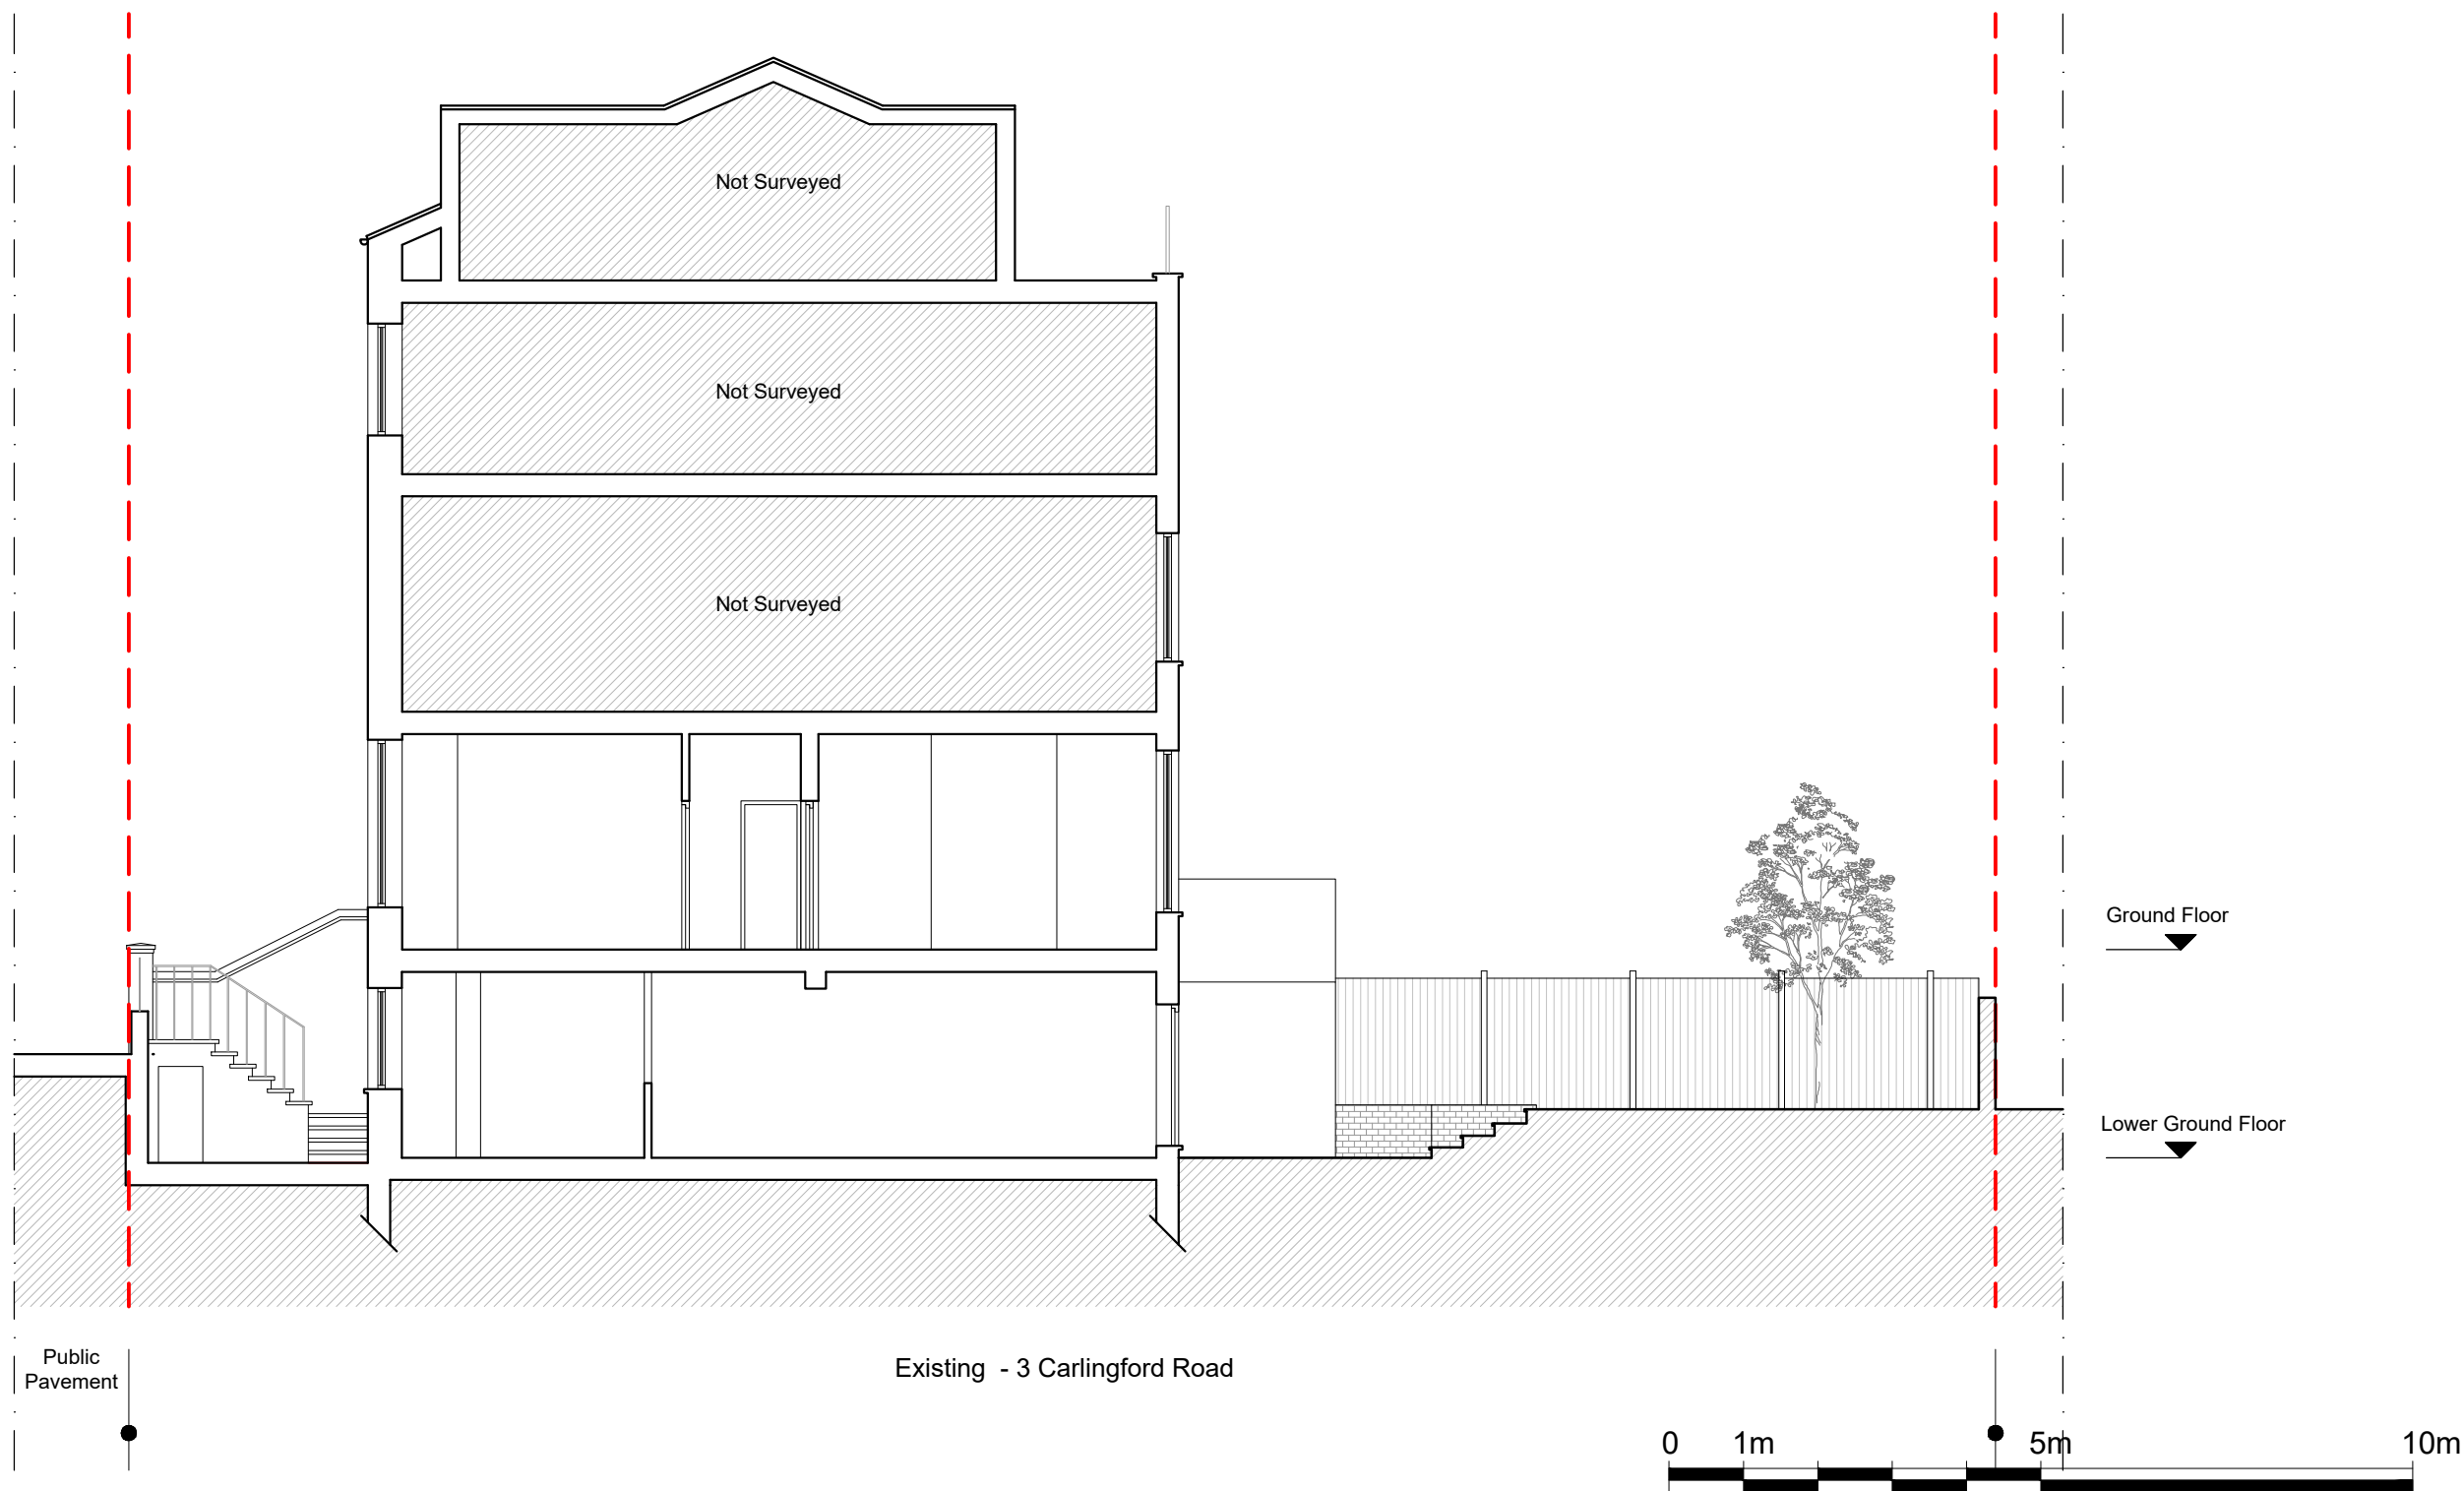 Not Surveyed
Not Surveyed
Not Surveyed
Ground Floor
Lower Ground Floor
Public
Pavement
Existing - 3 Carlingford Road
0 1m 5m 10m